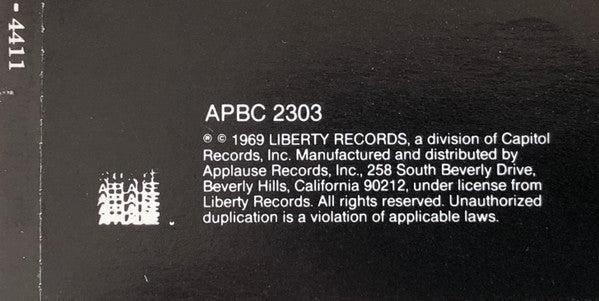 - 4411
APBC 2303
℗ © 1969 LIBERTY RECORDS, a division of Capitol
Records, Inc. Manufactured and distributed by
Applause Records, Inc., 258 South Beverly Drive,
Beverly Hills, California 90212, under license from
Liberty Records. All rights reserved. Unauthorized
duplication is a violation of applicable laws.